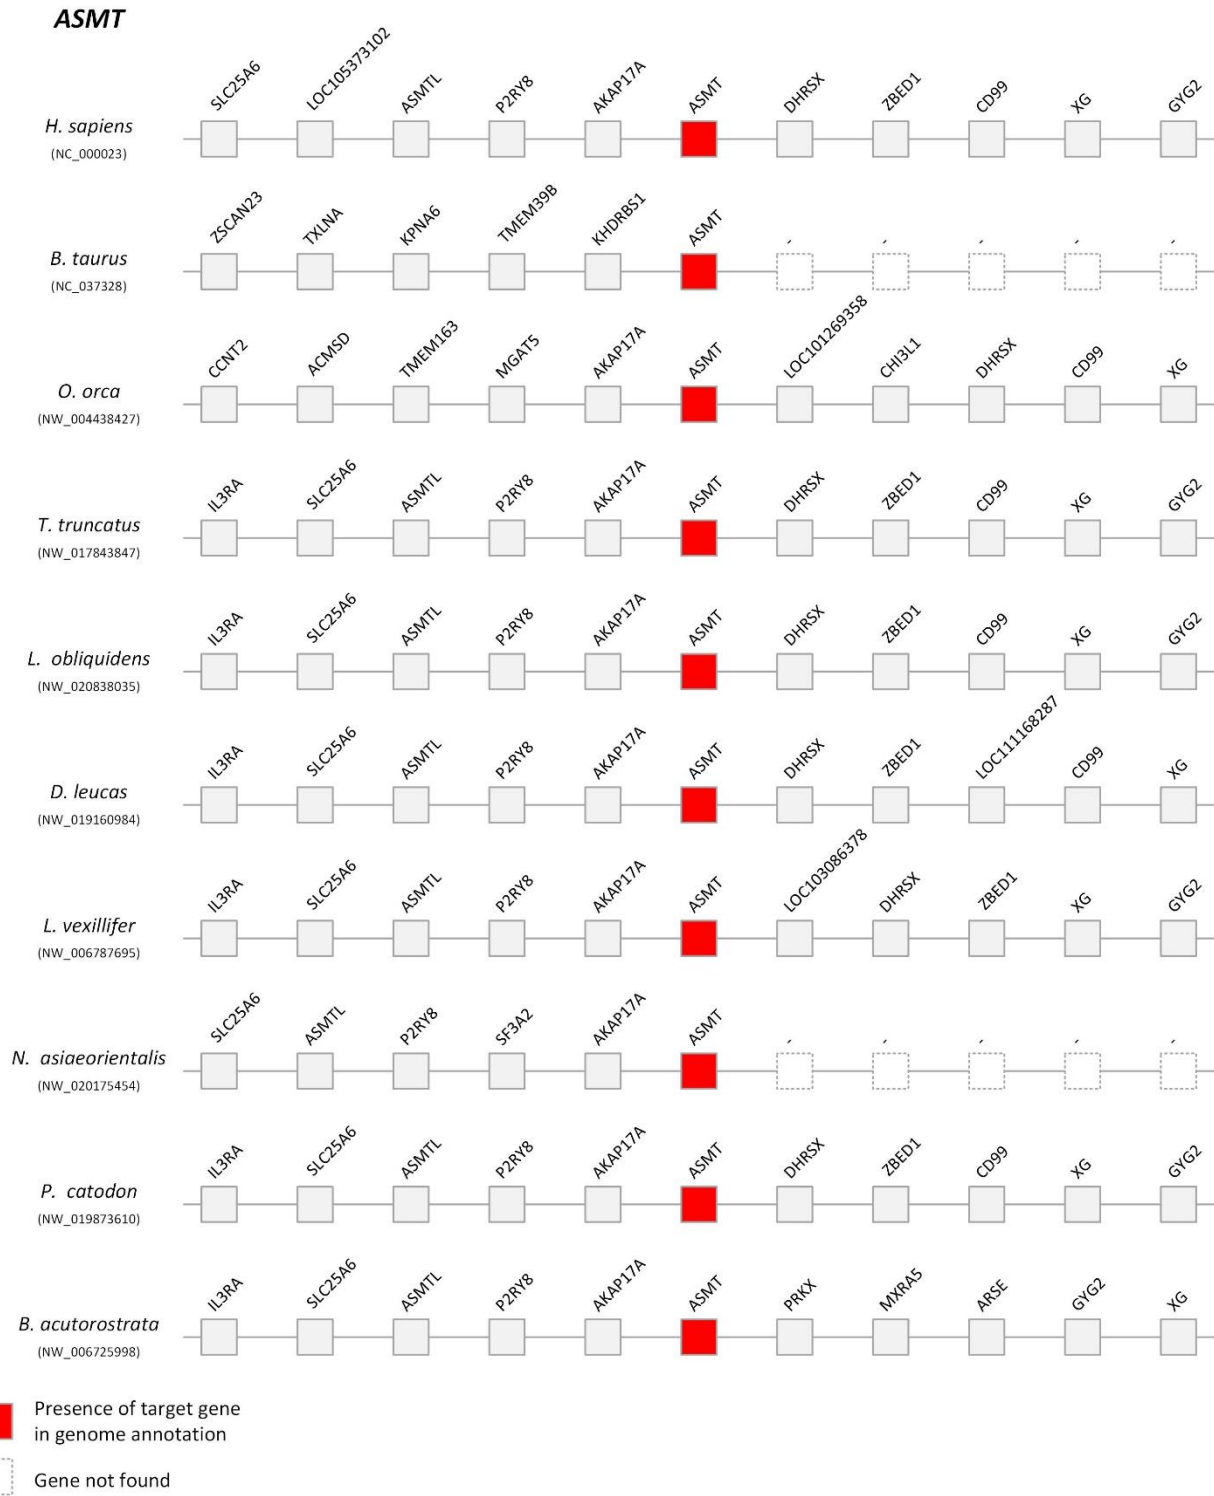 ASMT
SLC25A6 LOC105373102 ASMTL P2RY8 AKAP17A ASMT DHRSX ZBED1 CD99 XG GYG2
H. sapiens
(NC_000023)
ZSCAN23 TXLNA KPNA6 TMEM39B KHDRBS1 ASMT - - - - -
B. taurus
(NC_037328)
CCNT2 ACMSD TMEM163 MGAT5 AKAP17A ASMT LOC101269358 CHI3L1 DHRSX CD99 XG
O. orca
(NW_004438427)
IL3RA SLC25A6 ASMTL P2RY8 AKAP17A ASMT DHRSX ZBED1 CD99 XG GYG2
T. truncatus
(NW_017843847)
IL3RA SLC25A6 ASMTL P2RY8 AKAP17A ASMT DHRSX ZBED1 CD99 XG GYG2
L. obliquidens
(NW_020838035)
IL3RA SLC25A6 ASMTL P2RY8 AKAP17A ASMT DHRSX ZBED1 LOC111168287 CD99 XG
D. leucas
(NW_019160984)
IL3RA SLC25A6 ASMTL P2RY8 AKAP17A ASMT LOC103086378 DHRSX ZBED1 XG GYG2
L. vexillifer
(NW_006787695)
SLC25A6 ASMTL P2RY8 SF3A2 AKAP17A ASMT - - - - -
N. asiaeorientalis
(NW_020175454)
IL3RA SLC25A6 ASMTL P2RY8 AKAP17A ASMT DHRSX ZBED1 CD99 XG GYG2
P. catodon
(NW_019873610)
IL3RA SLC25A6 ASMTL P2RY8 AKAP17A ASMT PRKX MXRA5 ARSE GYG2 XG
B. acutorostrata
(NW_006725998)
Presence of target gene
in genome annotation
Gene not found